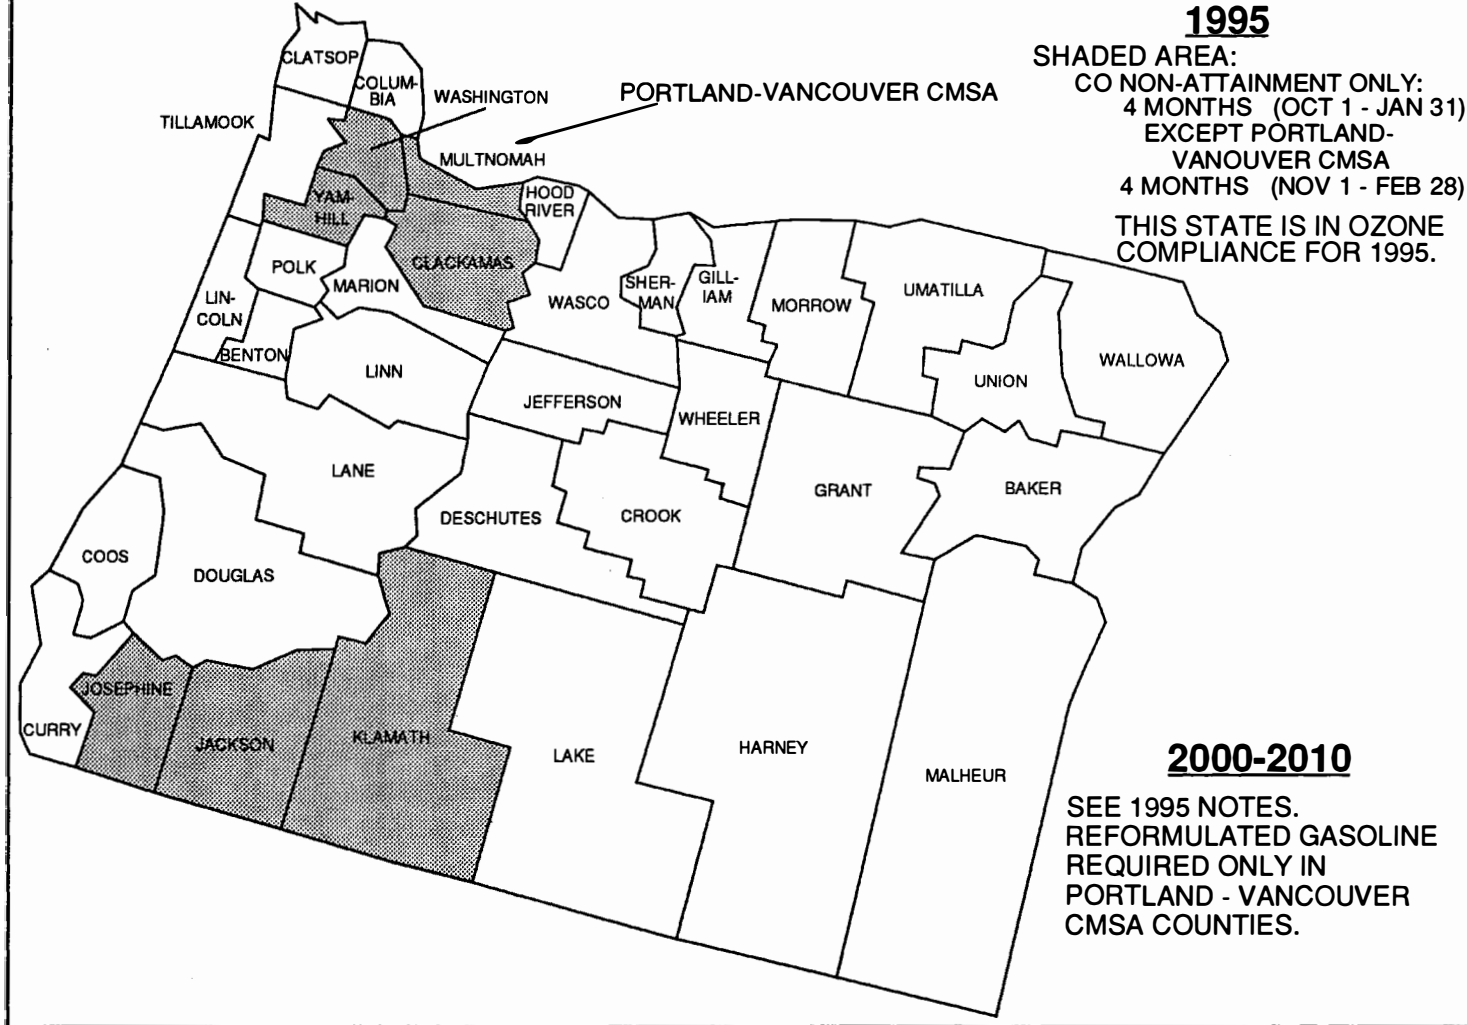 1995
SHADED AREA:
CO NON-ATTAINMENT ONLY:
4 MONTHS (OCT 1 - JAN 31)
EXCEPT PORTLAND-
VANOUVER CMSA
4 MONTHS (NOV 1 - FEB 28)
THIS STATE IS IN OZONE
COMPLIANCE FOR 1995.
CLATSOP
COLUM-
BIA
WASHINGTON
PORTLAND-VANCOUVER CMSA
TILLAMOOK
MULTNOMAH
YAM-
HILL
HOOD
RIVER
CLACKAMAS
POLK
MARION
LIN-
COLN
BENTON
LINN
WASCO
SHER-
MAN
GILL-
IAM
MORROW
UMATILLA
UNION
WALLOWA
JEFFERSON
WHEELER
LANE
DESCHUTES
CROOK
GRANT
BAKER
COOS
DOUGLAS
CURRY
JOSEPHINE
JACKSON
KLAMATH
LAKE
HARNEY
MALHEUR
2000-2010
SEE 1995 NOTES.
REFORMULATED GASOLINE
REQUIRED ONLY IN
PORTLAND - VANCOUVER
CMSA COUNTIES.